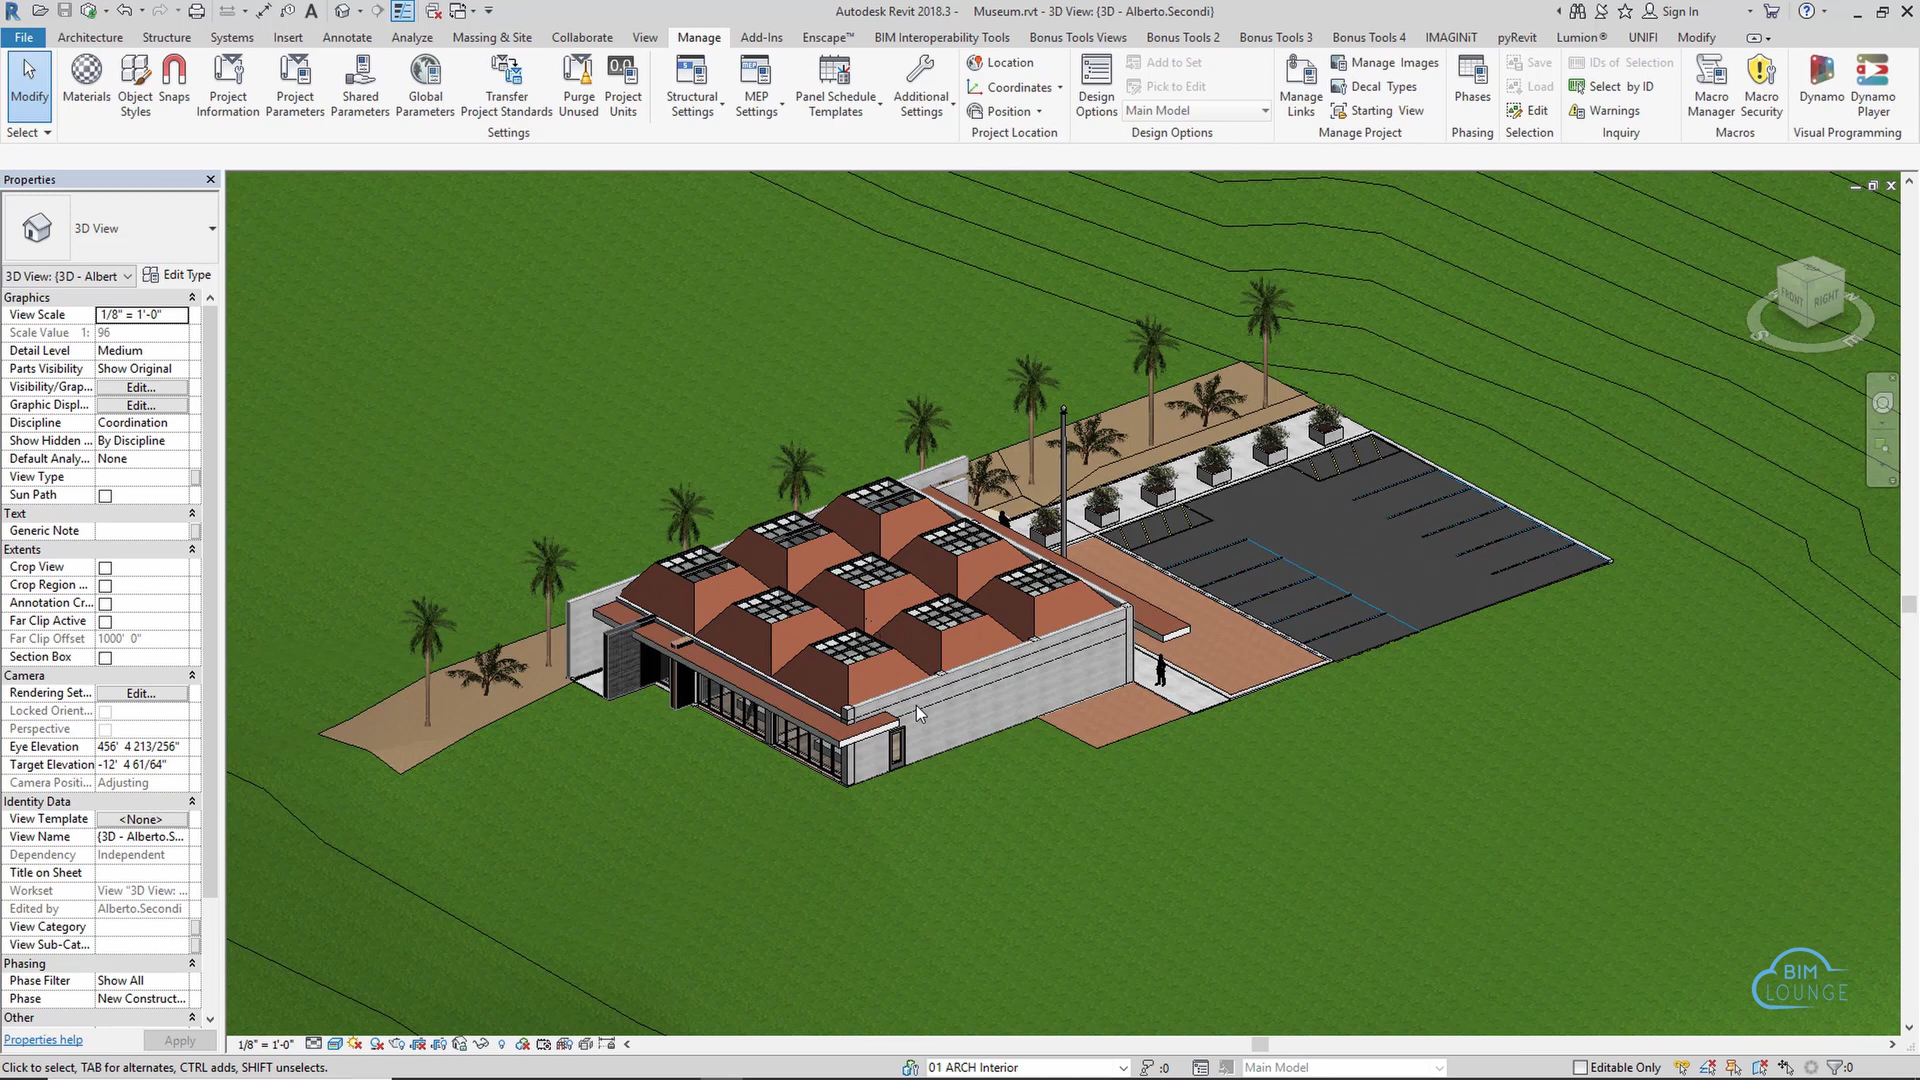 Autodesk Revit 2018.3 - Museum.rvt - 3D View: {3D - Alberto.Secondi}
Sign In
File Architecture Structure Systems Insert Annotate Analyze Massing & Site Collaborate View Manage Add-Ins Enscape™ BIM Interoperability Tools Bonus Tools Views Bonus Tools 2 Bonus Tools 3 Bonus Tools 4 IMAGINiT pyRevit Lumion® UNIFI Modify
Modify
Materials
Object Styles
Snaps
Project Information
Project Parameters
Shared Parameters
Global Parameters
Transfer Project Standards
Purge Unused
Project Units
Structural Settings
MEP Settings
Panel Schedule Templates
Additional Settings
Location
Coordinates
Position
Design Options
Add to Set
Pick to Edit
Main Model
Manage Links
Manage Images
Decal Types
Starting View
Phases
Save
Load
Edit
IDs of Selection
Select by ID
Warnings
Macro Manager
Macro Security
Dynamo
Dynamo Player
Select Settings Project Location Design Options Manage Project Phasing Selection Inquiry Macros Visual Programming
Properties
3D View
3D View: {3D - Albert Edit Type
Graphics
View Scale 1/8" = 1'-0"
Scale Value 1: 96
Detail Level Medium
Parts Visibility Show Original
Visibility/Grap... Edit...
Graphic Displ... Edit...
Discipline Coordination
Show Hidden ... By Discipline
Default Analy... None
View Type
Sun Path
Text
Generic Note
Extents
Crop View
Crop Region ...
Annotation Cr...
Far Clip Active
Far Clip Offset 1000' 0"
Section Box
Camera
Rendering Set... Edit...
Locked Orient...
Perspective
Eye Elevation 456' 4 213/256"
Target Elevation -12' 4 61/64"
Camera Positi... Adjusting
Identity Data
View Template <None>
View Name {3D - Alberto.S...
Dependency Independent
Title on Sheet
Workset View "3D View: ...
Edited by Alberto.Secondi
View Category
View Sub-Cat...
Phasing
Phase Filter Show All
Phase New Construct...
Other
Properties help Apply
FRONT RIGHT
BIM
LOUNGE
1/8" = 1'-0"
Click to select, TAB for alternates, CTRL adds, SHIFT unselects.
01 ARCH Interior
:0
Main Model
Editable Only
:0